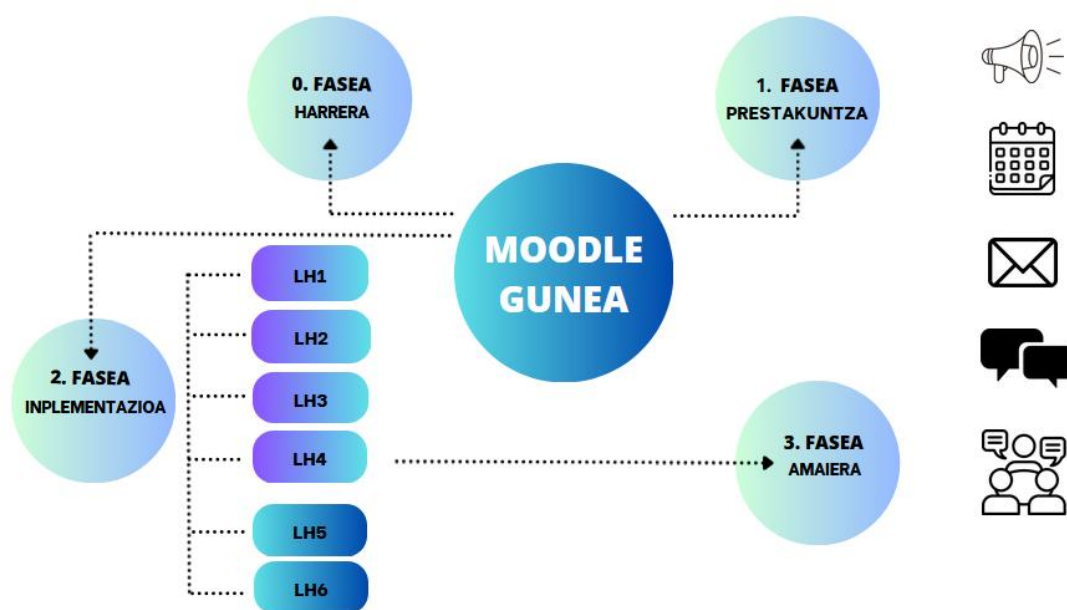 0. FASEA
HARRERA
1. FASEA
PRESTAKUNTZA
MOODLE
GUNEA
LH1
LH2
LH3
LH4
LH5
LH6
2. FASEA
INPLEMENTAZIOA
3. FASEA
AMAIERA